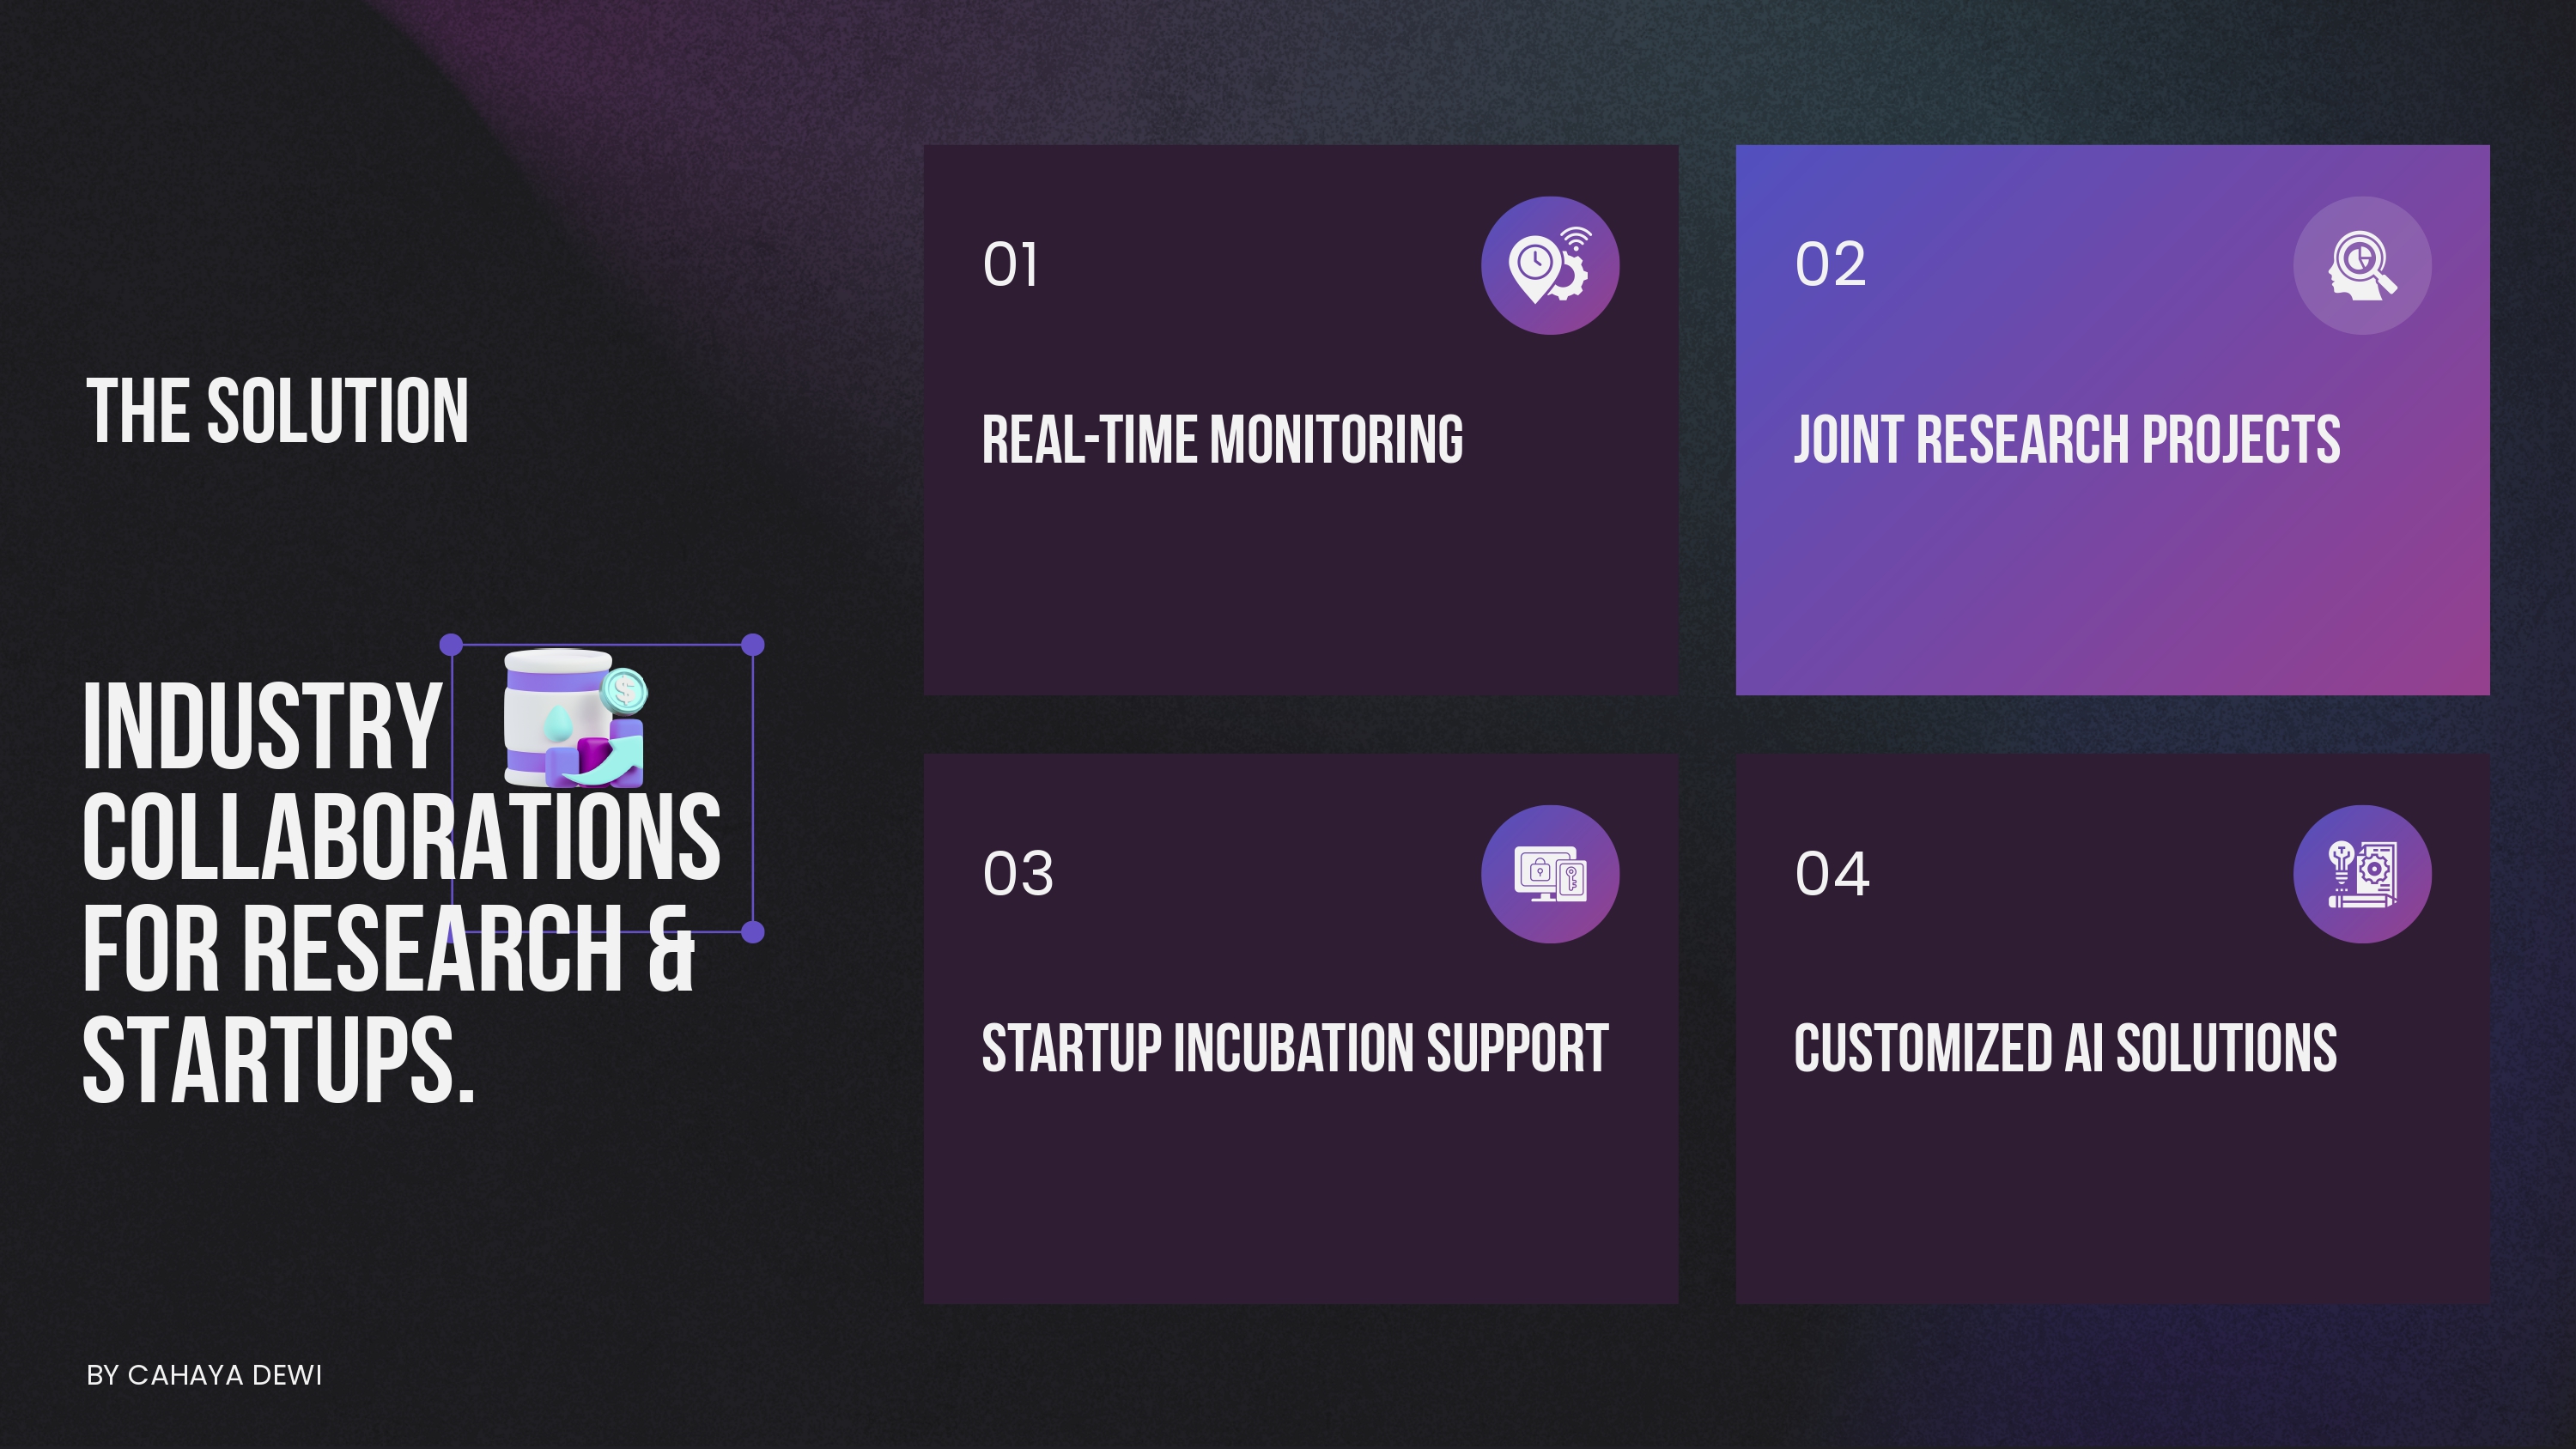 THE SOLUTION
INDUSTRY
COLLABORATIONS
FOR RESEARCH &
STARTUPS.
BY CAHAYA DEWI
01
REAL-TIME MONITORING
02
JOINT RESEARCH PROJECTS
03
STARTUP INCUBATION SUPPORT
04
CUSTOMIZED AI SOLUTIONS
$